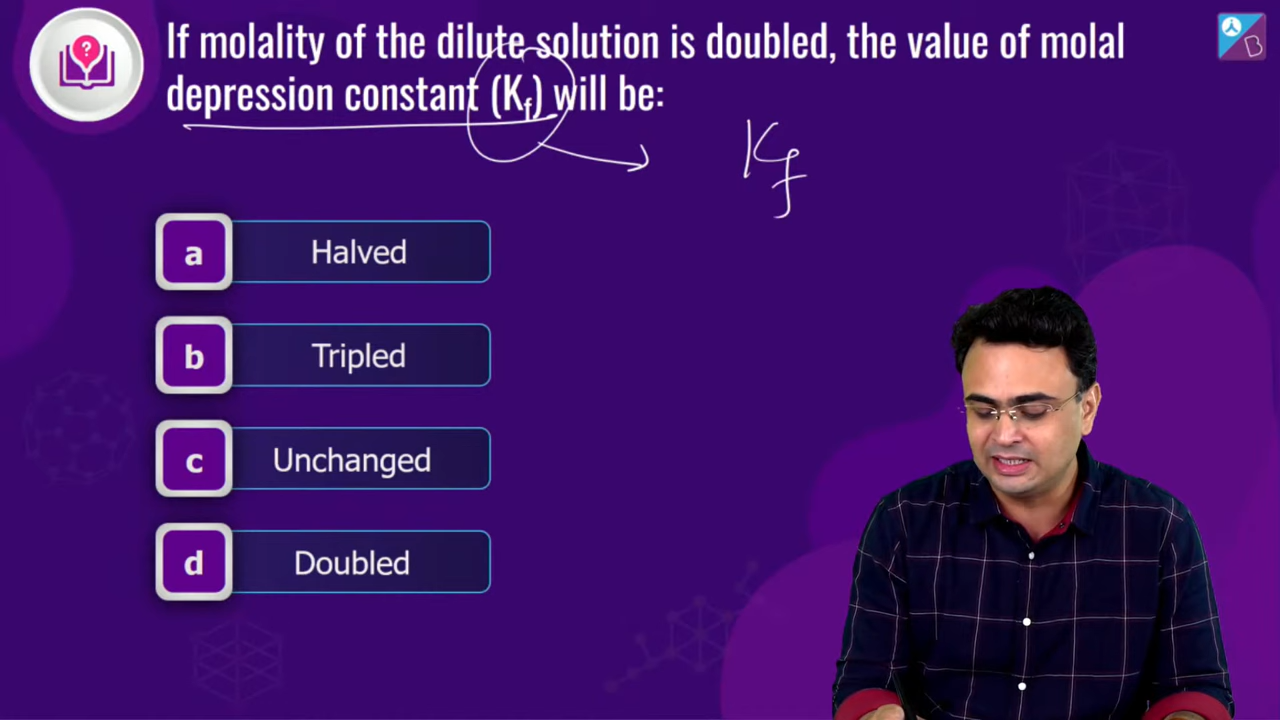 If molality of the dilute solution is doubled, the value of molal
depression constant (Kf) will be:
Kf
a Halved
b Tripled
c Unchanged
d Doubled